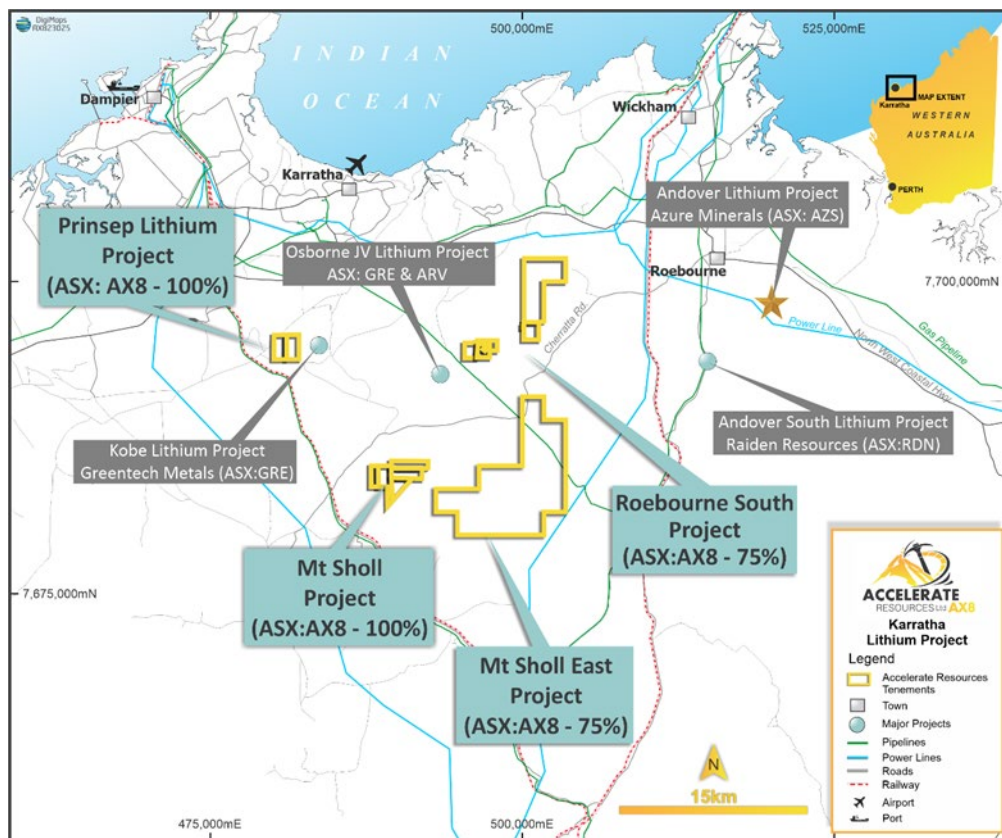 DigiMaps
AX823025
500,000mE
525,000mE
INDIAN
OCEAN
Dampier
Wickham
Karratha
Karratha
MAP EXTENT
WESTERN
AUSTRALIA
PERTH
Andover Lithium Project
Azure Minerals (ASX: AZS)
Prinsep Lithium
Project
(ASX: AX8 - 100%)
Osborne JV Lithium Project
ASX: GRE & ARV
Roebourne
7,700,000mN
Cherratta Rd.
Power Line
North West Coastal Hwy
Gas Pipeline
Kobe Lithium Project
Greentech Metals (ASX:GRE)
Andover South Lithium Project
Raiden Resources (ASX:RDN)
Roebourne South
Project
(ASX:AX8 - 75%)
Mt Sholl
Project
(ASX:AX8 - 100%)
7,675,000mN
Mt Sholl East
Project
(ASX:AX8 - 75%)
ACCELERATE
RESOURCES Ltd AX8
Karratha
Lithium Project
Legend
Accelerate Resources
Tenements
Town
Major Projects
Pipelines
Power Lines
Roads
Railway
Airport
Port
N
15km
475,000mE
500,000mE